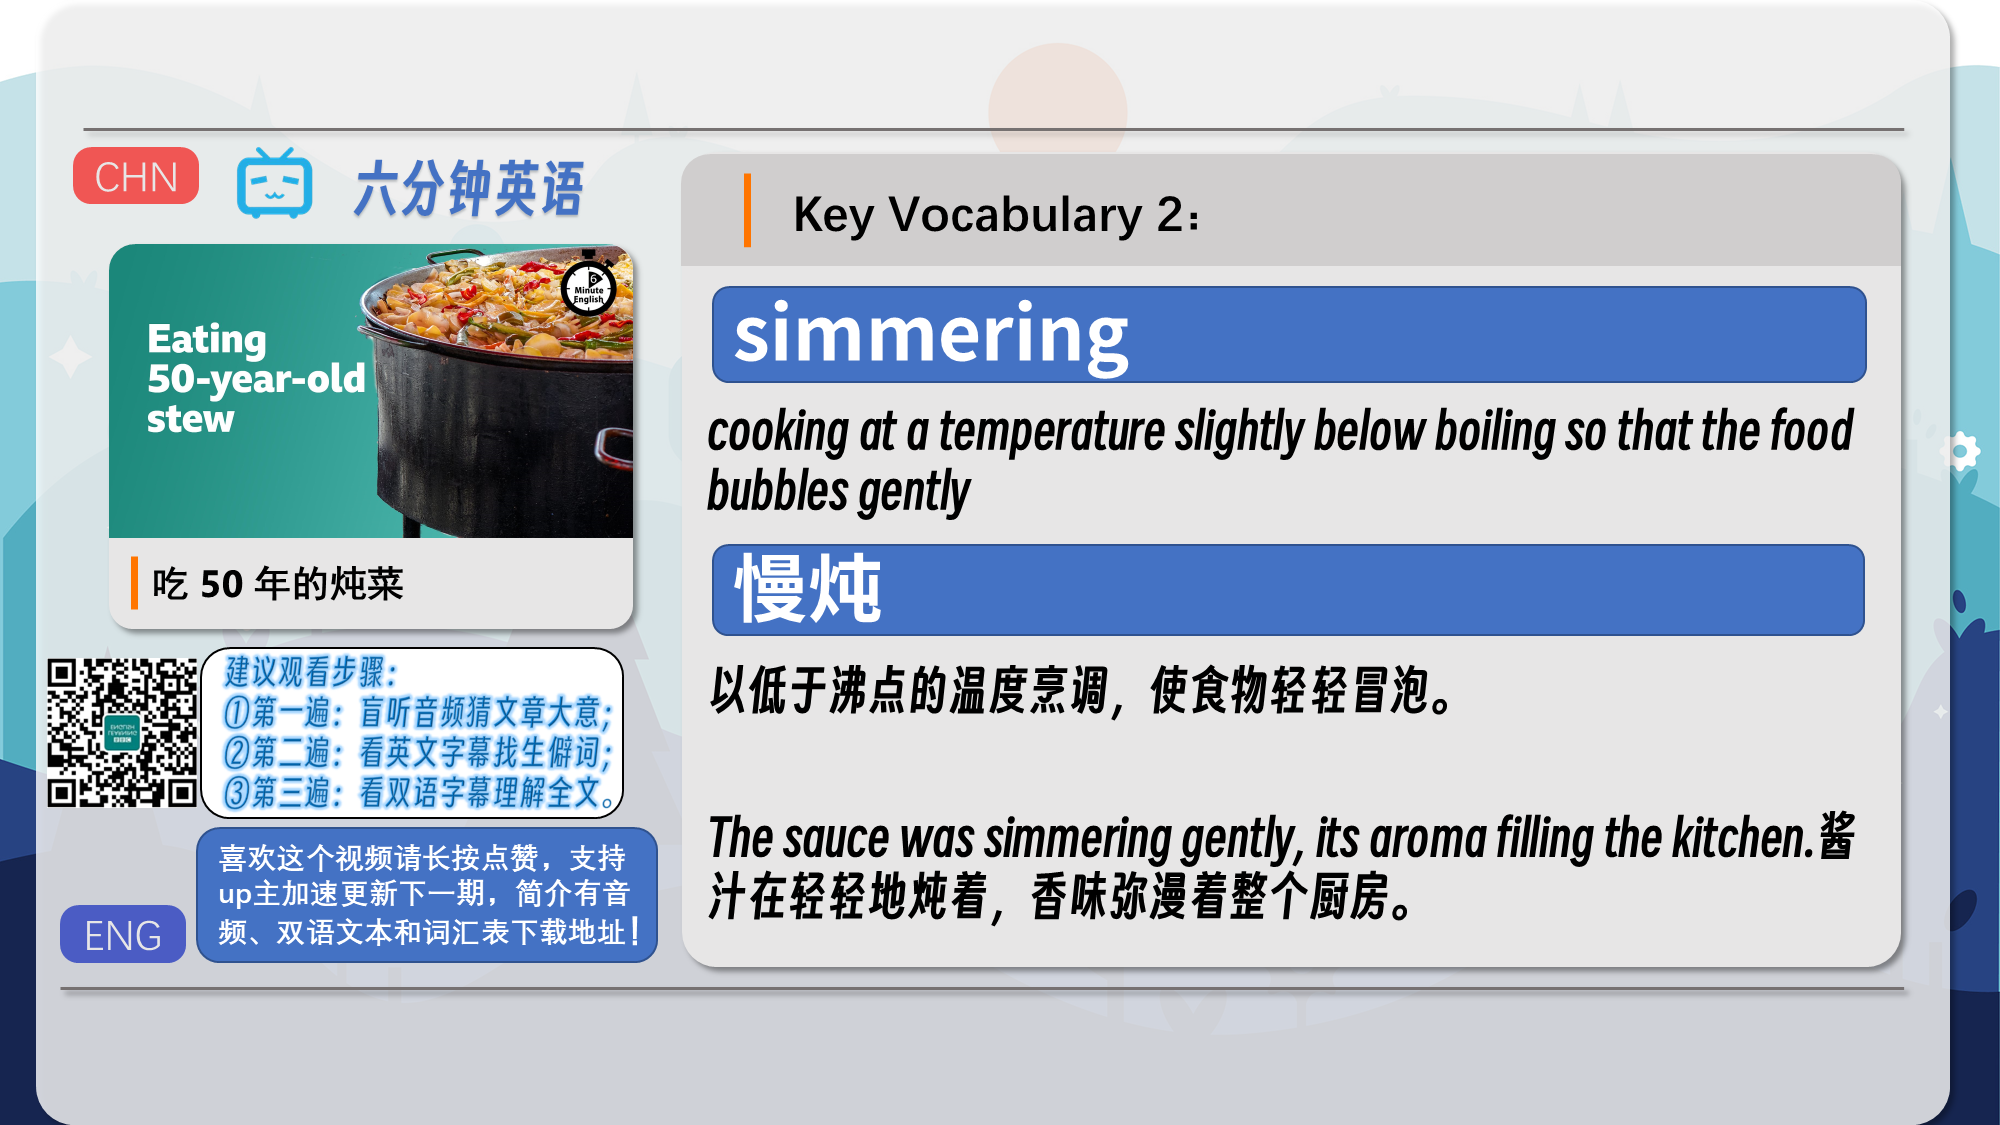 CHN
六分钟英语
Eating
50-year-old
stew
6
Minute
English
吃 50 年的炖菜
建议观看步骤：
①第一遍：盲听音频猜文章大意；
②第二遍：看英文字幕找生僻词；
③第三遍：看双语字幕理解全文。
喜欢这个视频请长按点赞，支持
up主加速更新下一期，简介有音
频、双语文本和词汇表下载地址！
ENG
Key Vocabulary 2：
simmering
cooking at a temperature slightly below boiling so that the food
bubbles gently
慢炖
以低于沸点的温度烹调，使食物轻轻冒泡。
The sauce was simmering gently, its aroma filling the kitchen.酱
汁在轻轻地炖着，香味弥漫着整个厨房。